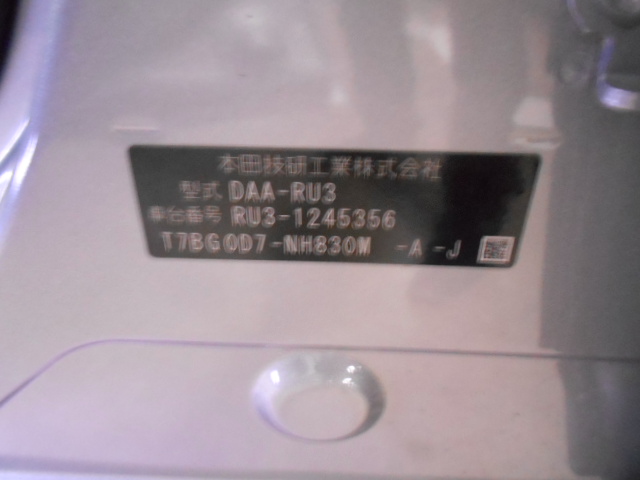 本田技研工業株式会社
型式 DAA-RU3
車台番号 RU3-1245356
T7BG0D7-NH830M -A-J